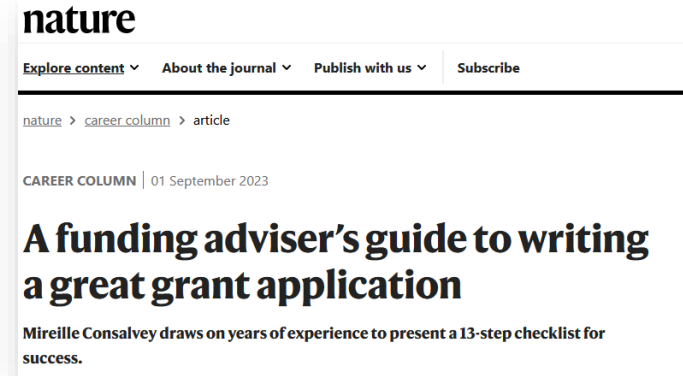 nature
Explore content About the journal Publish with us Subscribe
nature > career column > article
CAREER COLUMN | 01 September 2023
A funding adviser’s guide to writing
a great grant application
Mireille Consalvey draws on years of experience to present a 13-step checklist for
success.